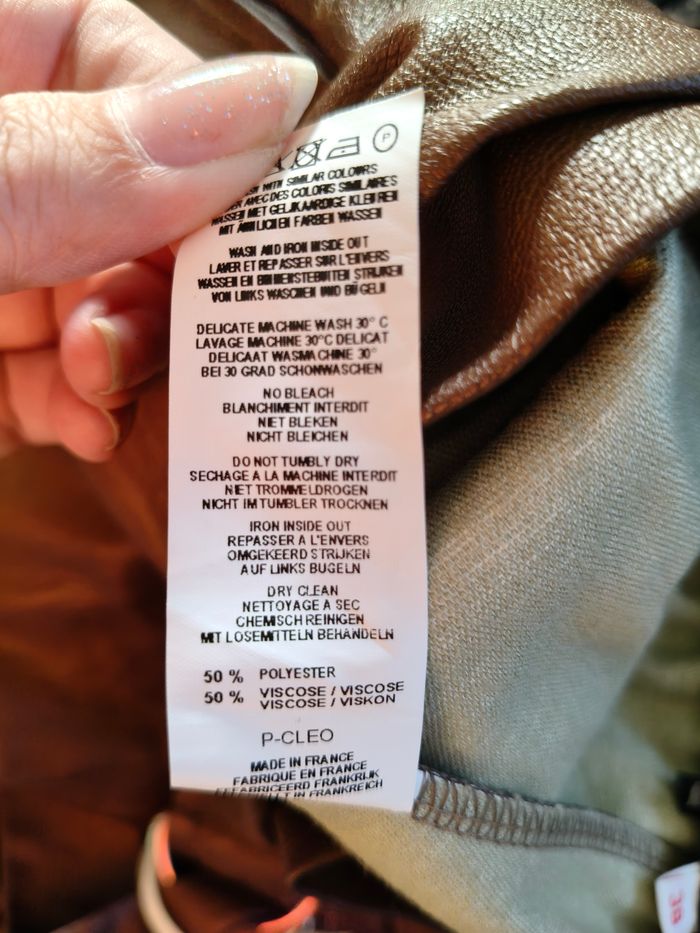 P
WITH SIMILAR COLOURS
AVEC DES COLORIS SIMILAIRES
WASSEN MET GELIJKAARDIGE KLEUREN
MIT ÄHNLICHEN FARBEN WASSEN
WASH AND IRON INSIDE OUT
LAVER ET REPASSER SUR L'ENVERS
WASSEN EN BINNENSTEBUITEN STRIJKEN
VON LINKS WASCHEN UND BÜGELN
DELICATE MACHINE WASH 30° C
LAVAGE MACHINE 30°C DELICAT
DELICAAT WASMACHINE 30°
BEI 30 GRAD SCHONWASCHEN
NO BLEACH
BLANCHIMENT INTERDIT
NIET BLEKEN
NICHT BLEICHEN
DO NOT TUMBLY DRY
SECHAGE A LA MACHINE INTERDIT
NIET TROMMELDROGEN
NICHT IM TUMBLER TROCKNEN
IRON INSIDE OUT
REPASSER A L'ENVERS
OMGEKEERD STRIJKEN
AUF LINKS BUGELN
DRY CLEAN
NETTOYAGE A SEC
CHEMISCH REINIGEN
MIT LOSEMITTELN BEHANDELN
50 % POLYESTER
50 % VISCOSE / VISCOSE
VISCOSE / VISKON
P-CLEO
MADE IN FRANCE
FABRIQUE EN FRANCE
FABRICEERD FRANKRIJK
IN FRANKREICH
38